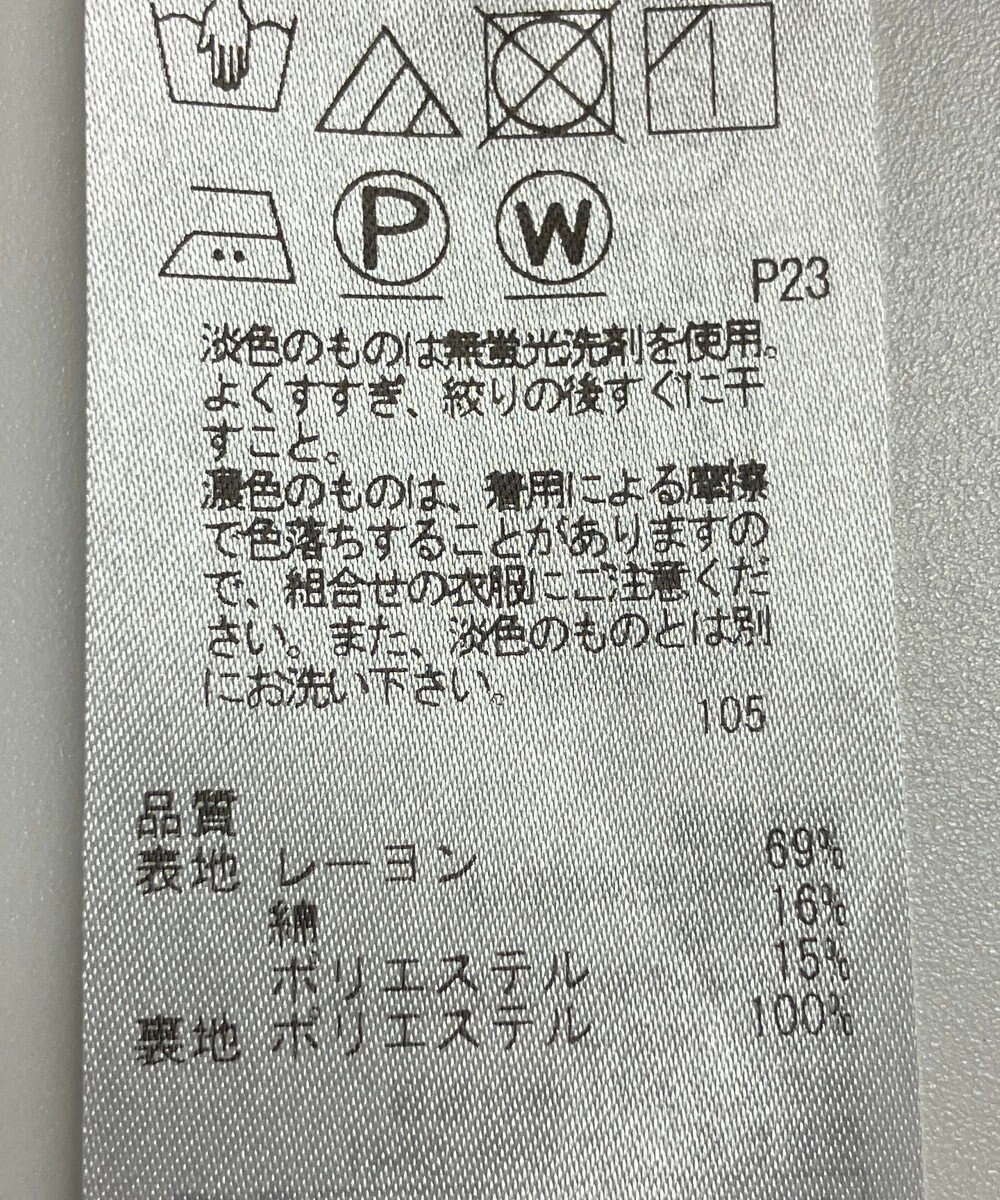 P W P23
淡色のものは無蛍光洗剤を使用。
よくすすぎ、絞りの後すぐに干
すこと。
濃色のものは、着用による摩擦
で色落ちすることがありますの
で、組合せの衣服にご注意くだ
さい。また、淡色のものとは別
にお洗い下さい。
105
品質
表地 レーヨン 69%
綿 16%
ポリエステル 15%
裏地 ポリエステル 100%